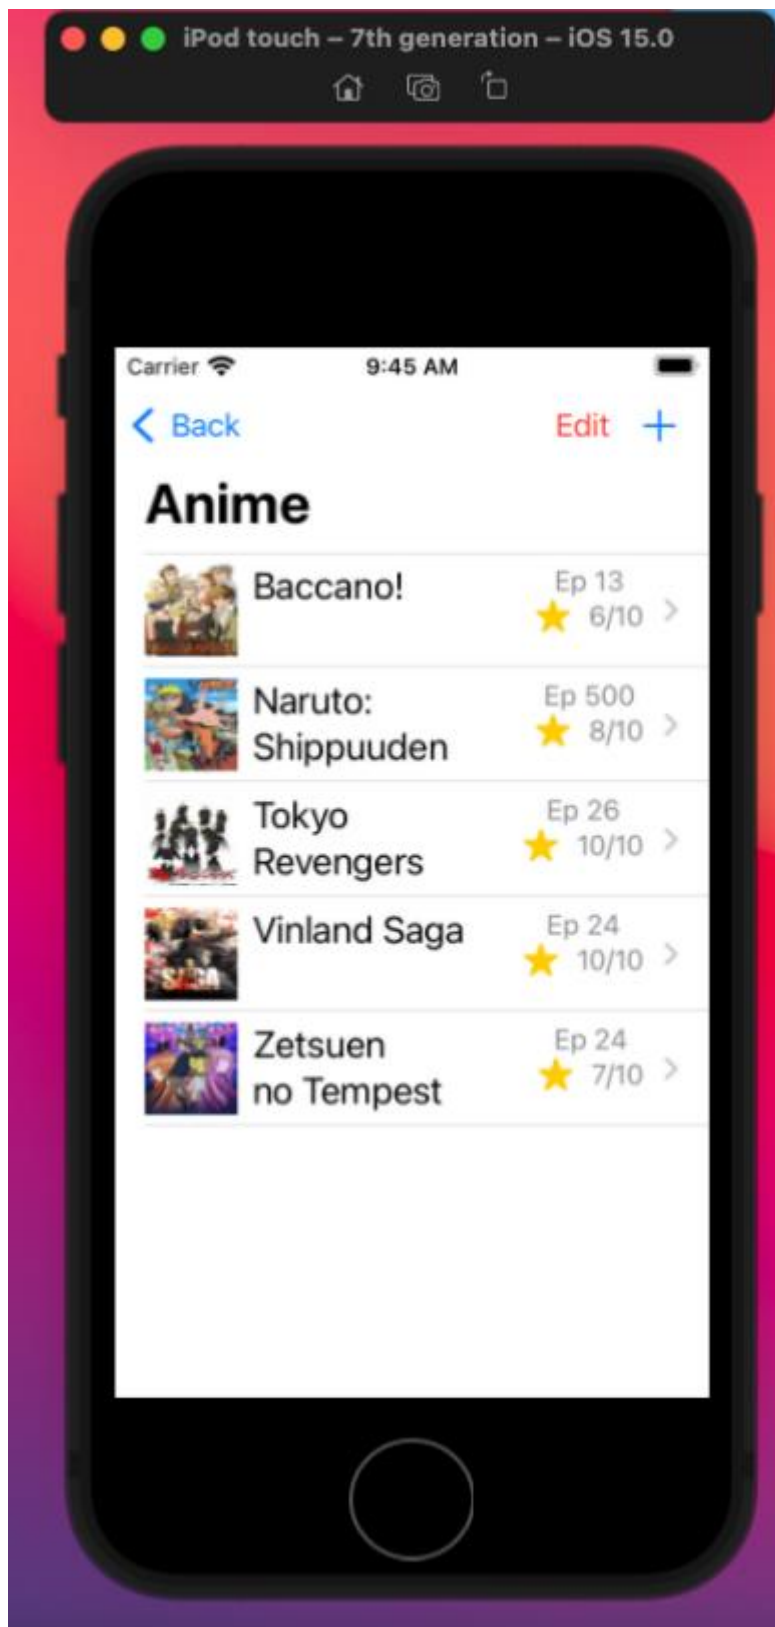 iPod touch – 7th generation – iOS 15.0
Carrier 9:45 AM
Back Edit +
Anime
Baccano! Ep 13
6/10
Naruto: Ep 500
Shippuuden 8/10
Tokyo Ep 26
Revengers 10/10
Vinland Saga Ep 24
10/10
SAGA
Zetsuen Ep 24
no Tempest 7/10